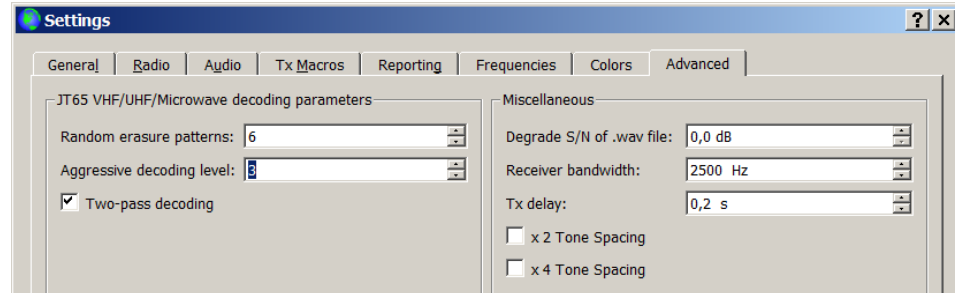 Settings
General Radio Audio Tx Macros Reporting Frequencies Colors Advanced
JT65 VHF/UHF/Microwave decoding parameters
Random erasure patterns: 6
Aggressive decoding level: 3
Two-pass decoding
Miscellaneous
Degrade S/N of .wav file: 0,0 dB
Receiver bandwidth: 2500 Hz
Tx delay: 0,2 s
x 2 Tone Spacing
x 4 Tone Spacing